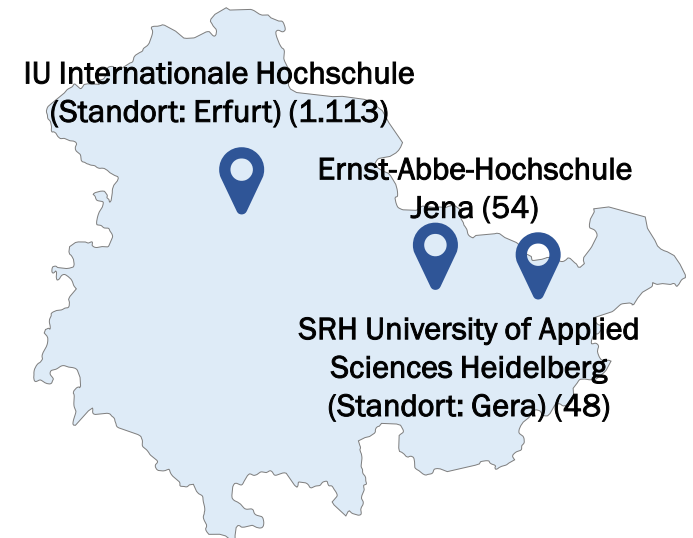 IU Internationale Hochschule
(Standort: Erfurt) (1.113)
Ernst-Abbe-Hochschule
Jena (54)
SRH University of Applied
Sciences Heidelberg
(Standort: Gera) (48)